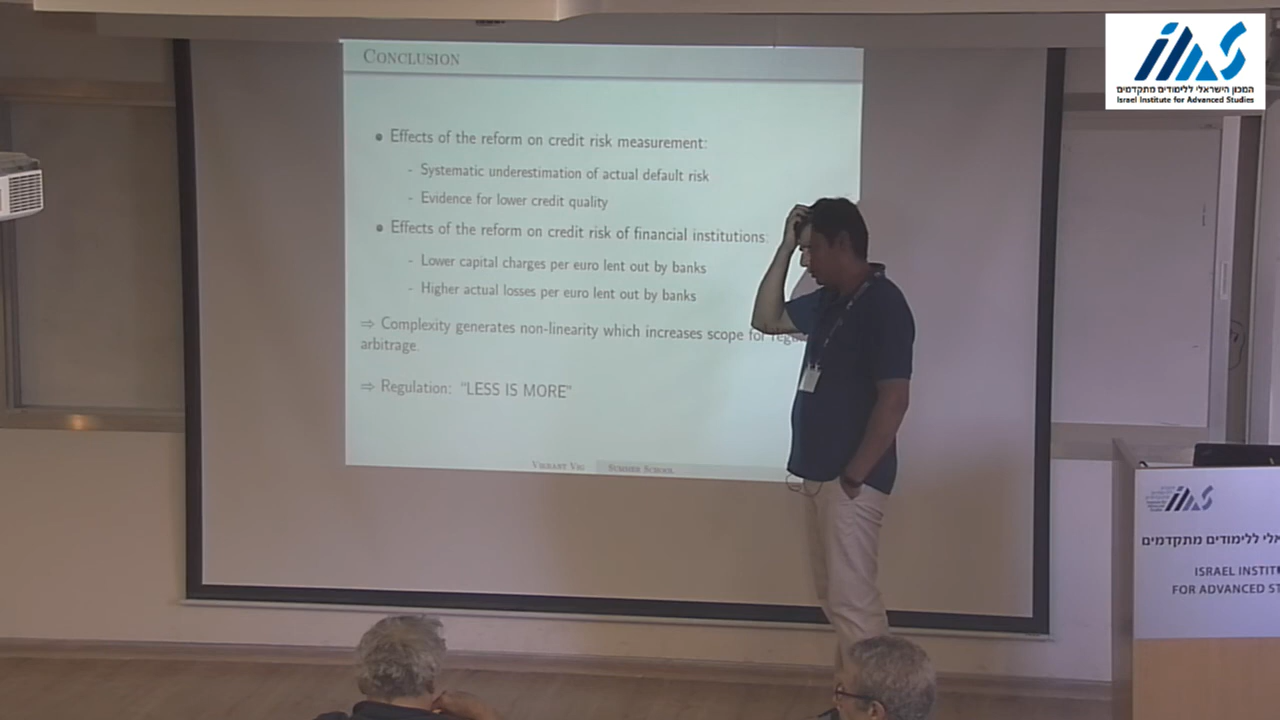 CONCLUSION
• Effects of the reform on credit risk measurement:
- Systematic underestimation of actual default risk
- Evidence for lower credit quality
• Effects of the reform on credit risk of financial institutions:
- Lower capital charges per euro lent out by banks
- Higher actual losses per euro lent out by banks
⇒ Complexity generates non-linearity which increases scope for
arbitrage.
⇒ Regulation: "LESS IS MORE"
VIKRANT VIG SUMMER SCHOOL
המכון הישראלי ללימודים מתקדמים
Israel Institute for Advanced Studies
אלי ללימודים מתקדמים
ISRAEL INSTIT
FOR ADVANCED ST